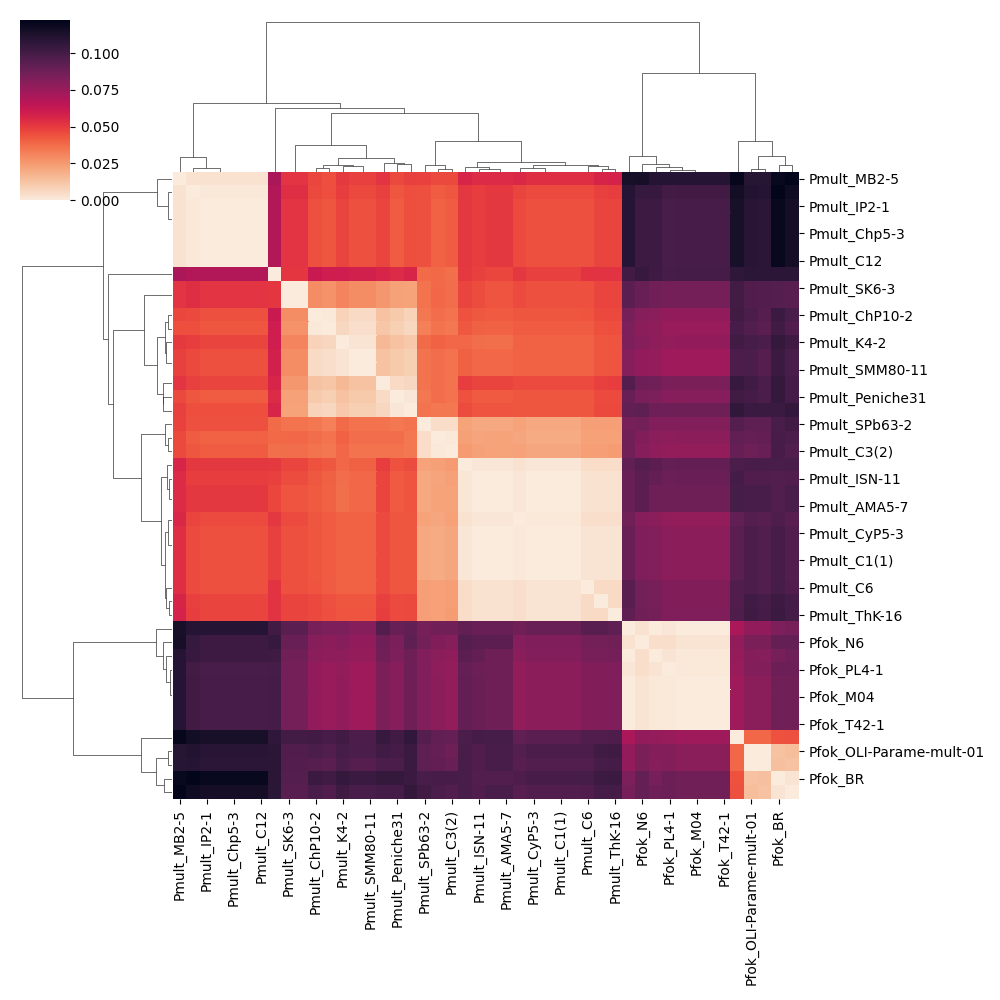 0.100
0.075
0.050
0.025
0.000
Pmult_MB2-5
Pmult_IP2-1
Pmult_Chp5-3
Pmult_C12
Pmult_SK6-3
Pmult_ChP10-2
Pmult_K4-2
Pmult_SMM80-11
Pmult_Peniche31
Pmult_SPb63-2
Pmult_C3(2)
Pmult_ISN-11
Pmult_AMA5-7
Pmult_CyP5-3
Pmult_C1(1)
Pmult_C6
Pmult_ThK-16
Pfok_N6
Pfok_PL4-1
Pfok_M04
Pfok_T42-1
Pfok_OLI-Parame-mult-01
Pfok_BR
Pmult_MB2-5
Pmult_IP2-1
Pmult_Chp5-3
Pmult_C12
Pmult_SK6-3
Pmult_ChP10-2
Pmult_K4-2
Pmult_SMM80-11
Pmult_Peniche31
Pmult_SPb63-2
Pmult_C3(2)
Pmult_ISN-11
Pmult_AMA5-7
Pmult_CyP5-3
Pmult_C1(1)
Pmult_C6
Pmult_ThK-16
Pfok_N6
Pfok_PL4-1
Pfok_M04
Pfok_T42-1
Pfok_OLI-Parame-mult-01
Pfok_BR